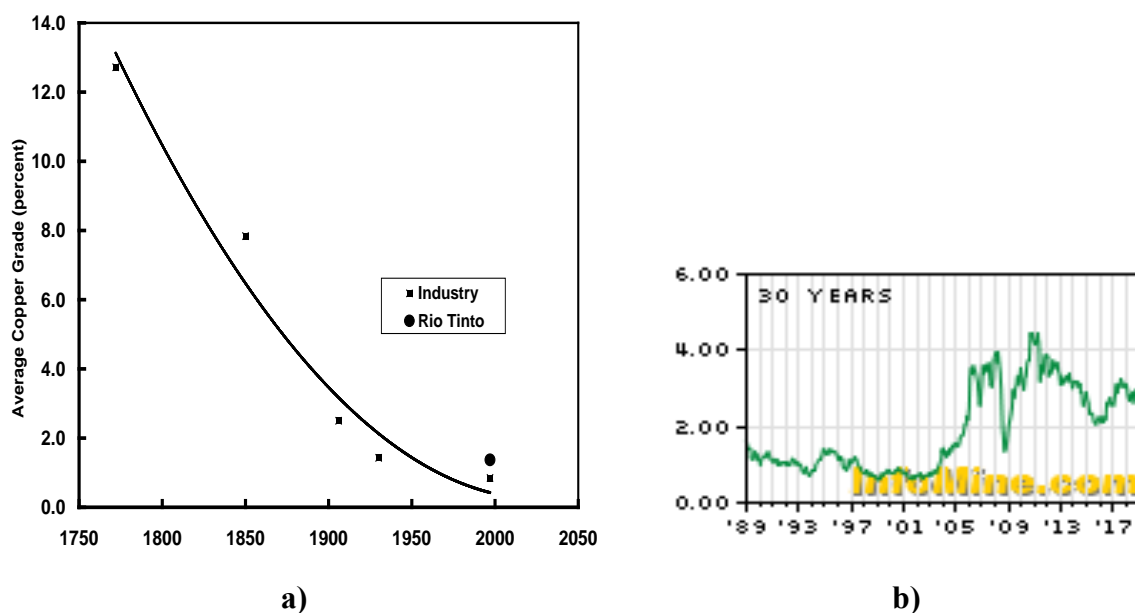 14.0
12.0
10.0
8.0
6.0
4.0
2.0
0.0
Average Copper Grade (percent)
1750 1800 1850 1900 1950 2000 2050
Industry
Rio Tinto
a)
6.00
4.00
2.00
0.00
30 YEARS
InfoMine.com
'89 '93 '97 '01 '05 '09 '13 '17
b)